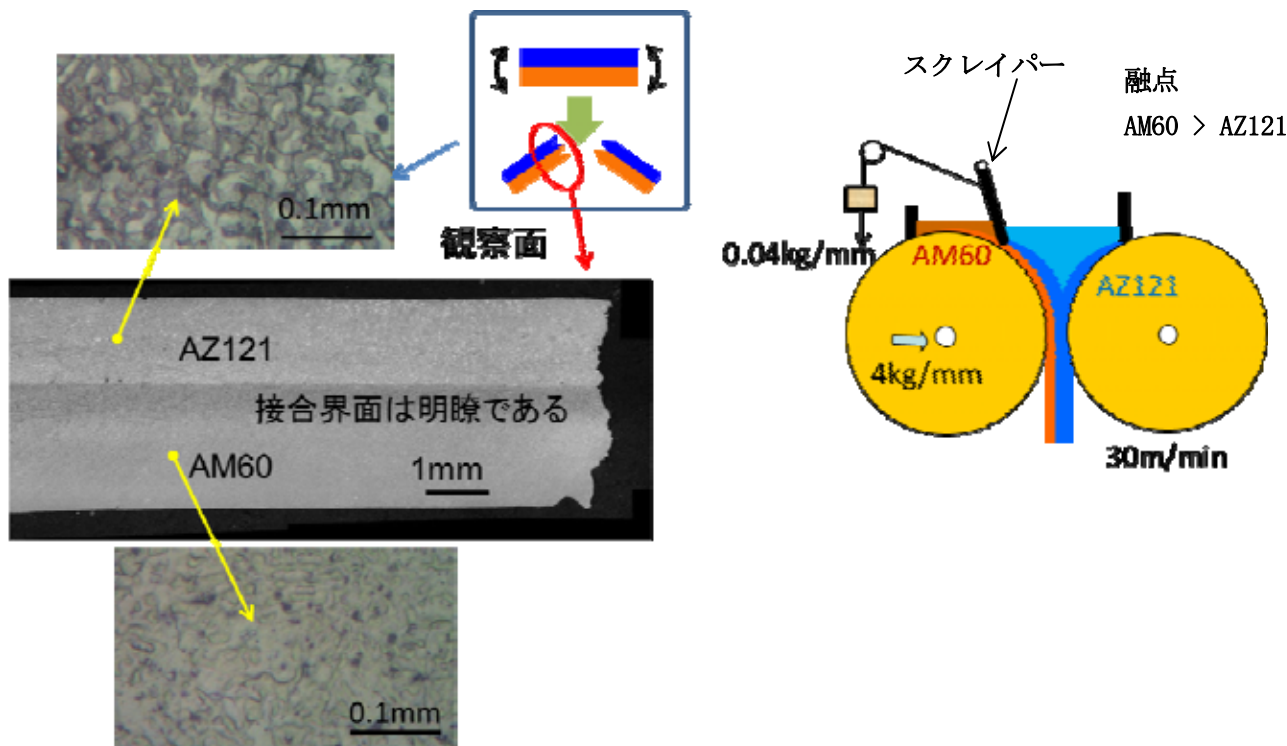 0.1mm
観察面
AZ121
接合界面は明瞭である
AM60
1mm
0.1mm
スクレイパー
融点
AM60 > AZ121
0.04kg/mm
AM60
AZ121
4kg/mm
30m/min